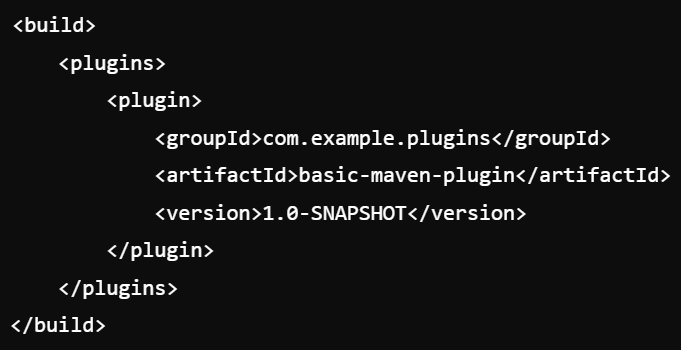 <build>
    <plugins>
        <plugin>
            <groupId>com.example.plugins</groupId>
            <artifactId>basic-maven-plugin</artifactId>
            <version>1.0-SNAPSHOT</version>
        </plugin>
    </plugins>
</build>